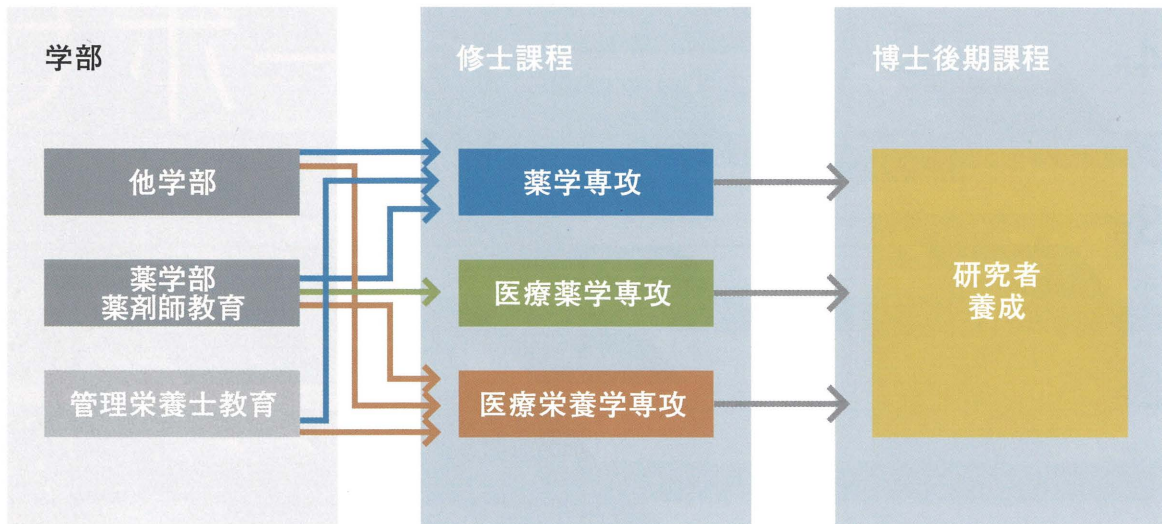 学部
修士課程
博士後期課程
他学部
薬学部
薬剤師教育
管理栄養士教育
薬学専攻
医療薬学専攻
医療栄養学専攻
研究者
養成